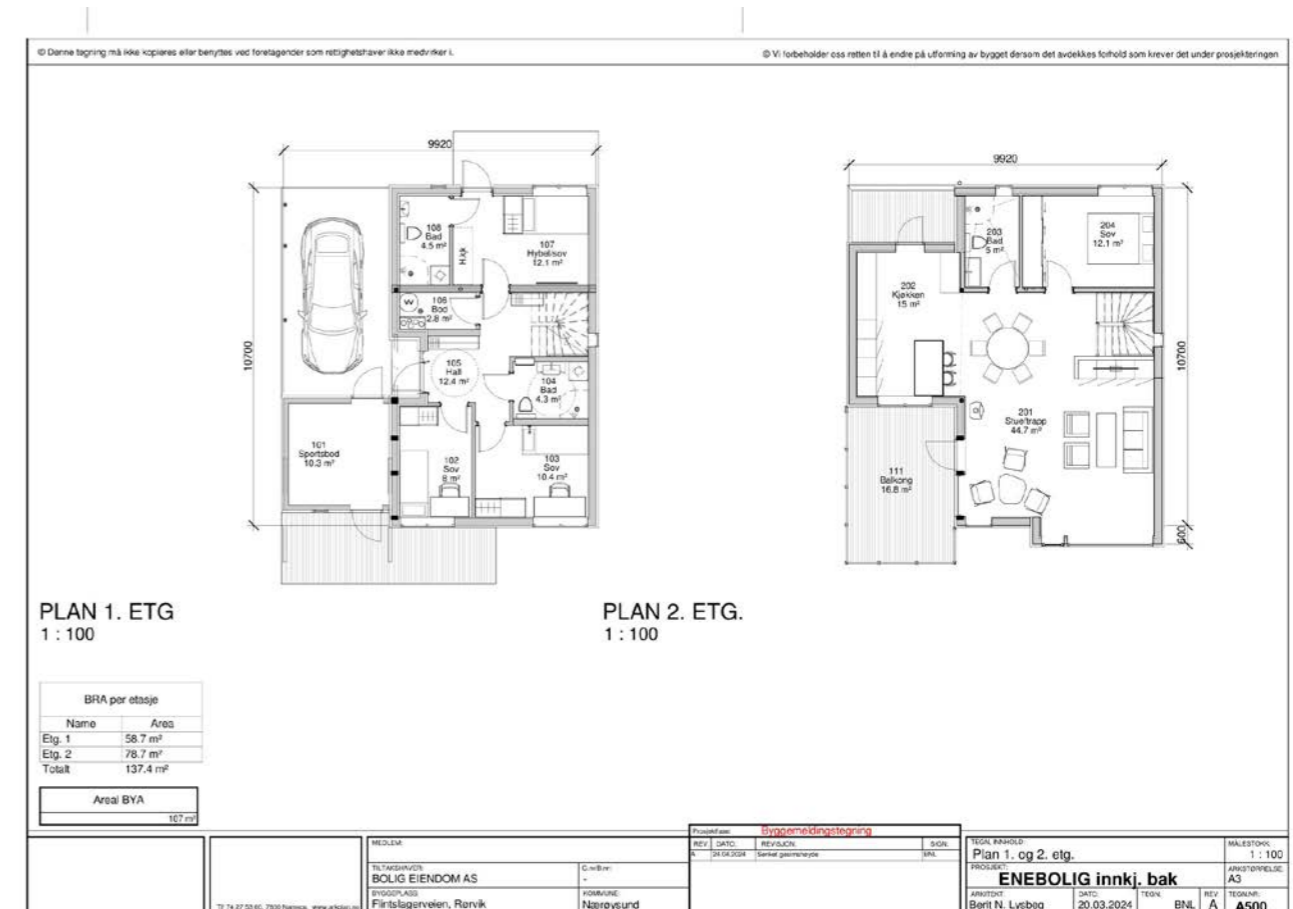 © Denne tegning må ikke kopieres eller benyttes ved foretagender som rettighetshaver ikke medvirker i.
© Vi forbeholder oss retten til å endre på utforming av bygget dersom det avdekkes forhold som krever det under prosjekteringen
9920
10700
108
Bad
4.5 m²
H.kjk
107
Hybel/sov
12.1 m²
W
106
Bod
2.8 m²
105
Hall
12.4 m²
104
Bad
4.3 m²
101
Sportsbod
10.3 m²
102
Sov
8 m²
103
Sov
10.4 m²
9920
10700
600
203
Bad
5 m²
204
Sov
12.1 m²
202
Kjøkken
15 m²
201
Stue/trapp
44.7 m²
111
Balkong
16.8 m²
PLAN 1. ETG
1 : 100
PLAN 2. ETG.
1 : 100
BRA per etasje
Name Area
Etg. 1 58.7 m²
Etg. 2 78.7 m²
Totalt 137.4 m²
Areal BYA
107 m²
MEDLEM:
TILTAKSHAVER:
BOLIG EIENDOM AS
G.nr/B.nr:
-
BYGGEPLASS:
Flintslagerveien, Rørvik
KOMMUNE:
Nærøysund
Prosjektfase: Byggemeldingstegning
REV. DATO: REVISJON: SIGN:
A 24.04.2024 Senket gesimshøyde BNL
TEGN. INNHOLD:
Plan 1. og 2. etg.
MÅLESTOKK:
1 : 100
PROSJEKT:
ENEBOLIG innkj. bak
ARKSTØRRELSE:
A3
ARKITEKT:
Berit N. Lysberg
DATO:
20.03.2024
TEGN.
BNL
REV
A
TEGN.NR:
A500